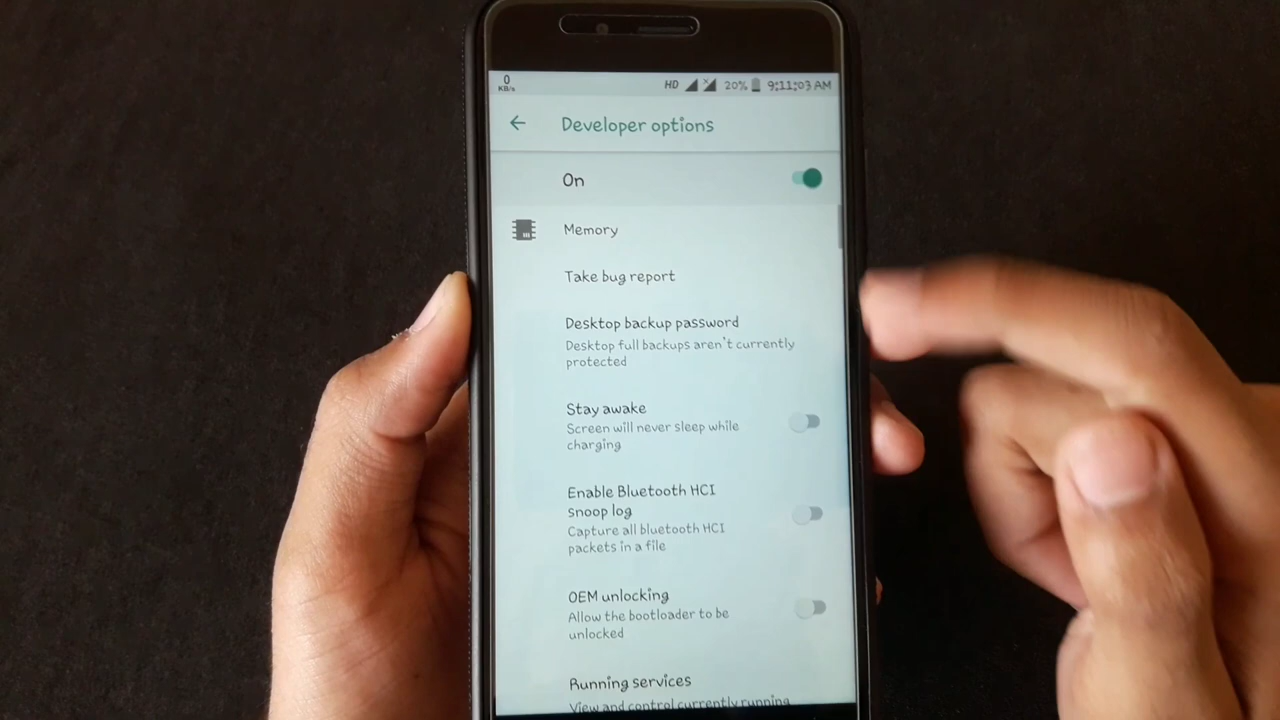 0
KB/s
HD 20% 9:11:03 AM
Developer options
On
Memory
Take bug report
Desktop backup password
Desktop full backups aren't currently
protected
Stay awake
Screen will never sleep while
charging
Enable Bluetooth HCI
snoop log
Capture all bluetooth HCI
packets in a file
OEM unlocking
Allow the bootloader to be
unlocked
Running services
View and control currently running